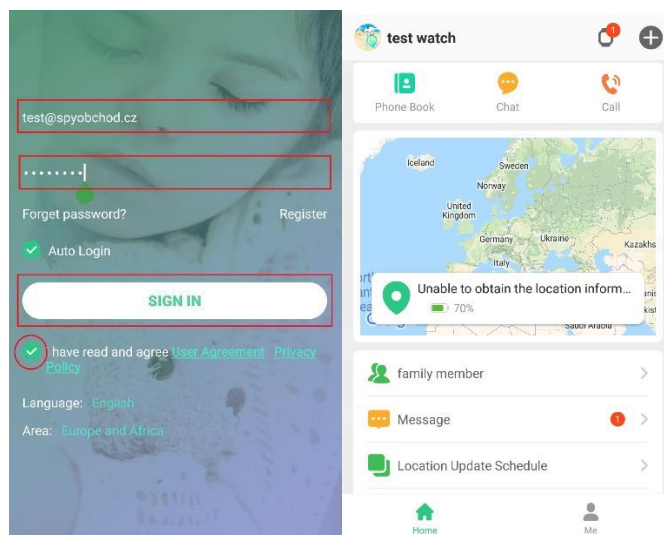 test@spyobchod.cz
········
Forget password? Register
Auto Login
SIGN IN
I have read and agree User Agreement Privacy
Policy
Language: English
Area: Europe and Africa
test watch
1
Phone Book Chat Call
Iceland
Sweden
Norway
United
Kingdom
Germany Ukraine
Kazakhs
Italy
Unable to obtain the location inform...
70%
Saudi Arabia
family member
Message 1
Location Update Schedule
Home Me